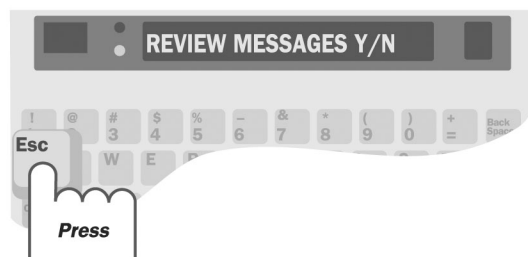 REVIEW MESSAGES Y/N
! @ # $ % – & * ( ) + Back
3 4 5 6 7 8 9 0 = Space
Esc W E
Press